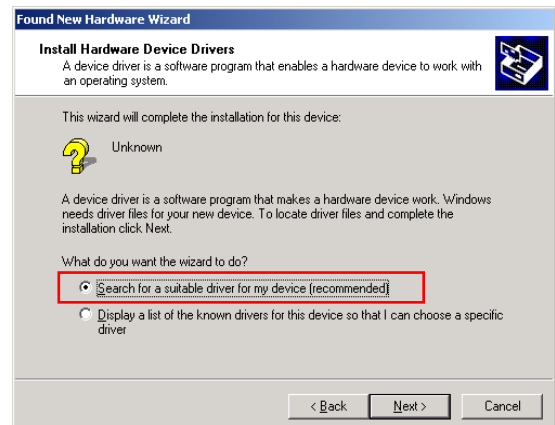 Found New Hardware Wizard
Install Hardware Device Drivers
A device driver is a software program that enables a hardware device to work with
an operating system.
This wizard will complete the installation for this device:
Unknown
A device driver is a software program that makes a hardware device work. Windows
needs driver files for your new device. To locate driver files and complete the
installation click Next.
What do you want the wizard to do?
Search for a suitable driver for my device (recommended)
Display a list of the known drivers for this device so that I can choose a specific
driver
< Back Next > Cancel